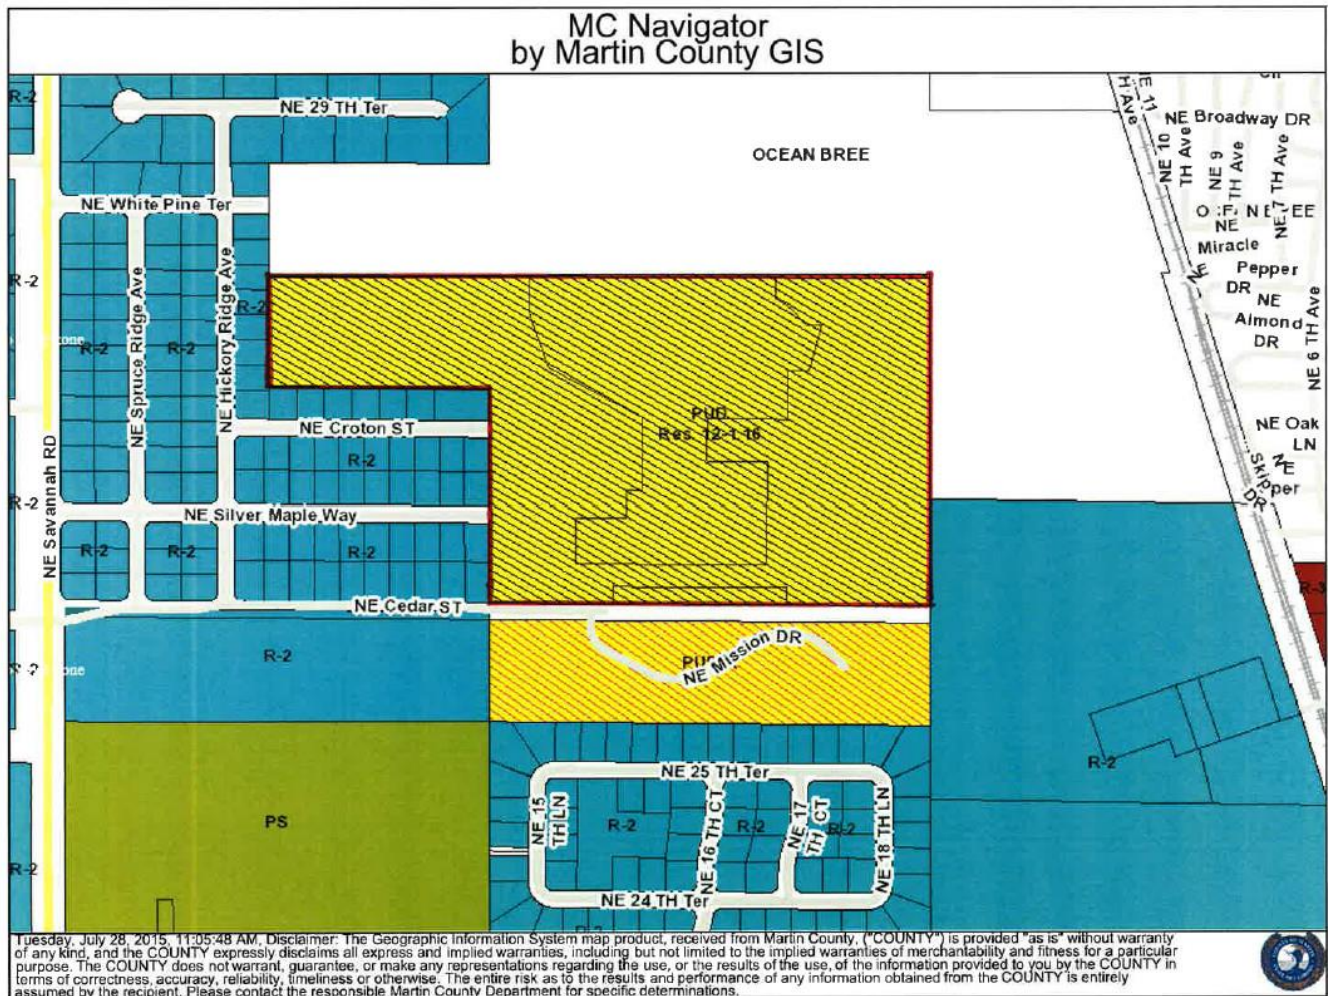 MC Navigator
by Martin County GIS
R-2
NE 29 TH Ter
OCEAN BREE
NE 11
TH Ave
NE Broadway DR
NE 10
TH Ave
NE 9
TH Ave
NE 7 TH Ave
NE White Pine Ter
NE
Miracle
R-2
NE Spruce Ridge Ave
NE Hickory Ridge Ave
R-2
Pepper
DR
NE
Almond
DR
NE 6 TH Ave
R-2
R-2
PUD
Res. 12-1.16
NE Croton ST
R-2
NE Oak
LN
NE Savannah RD
R-2
NE Silver Maple Way
Skipper
DR
R-2
R-2
R-2
R-3
NE Cedar ST
R-2
NE Mission DR
R-2
NE 25 TH Ter
PS
NE 15
TH LN
R-2
NE 16 TH CT
R-2
NE 17
TH CT
R-2
NE 18 TH LN
R-2
NE 24 TH Ter
Tuesday, July 28, 2015, 11:05:48 AM, Disclaimer: The Geographic Information System map product, received from Martin County, ("COUNTY") is provided "as is" without warranty
of any kind, and the COUNTY expressly disclaims all express and implied warranties, including but not limited to the implied warranties of merchantability and fitness for a particular
purpose. The COUNTY does not warrant, guarantee, or make any representations regarding the use, or the results of the use, of the information provided to you by the COUNTY in
terms of correctness, accuracy, reliability, timeliness or otherwise. The entire risk as to the results and performance of any information obtained from the COUNTY is entirely
assumed by the recipient. Please contact the responsible Martin County Department for specific determinations.